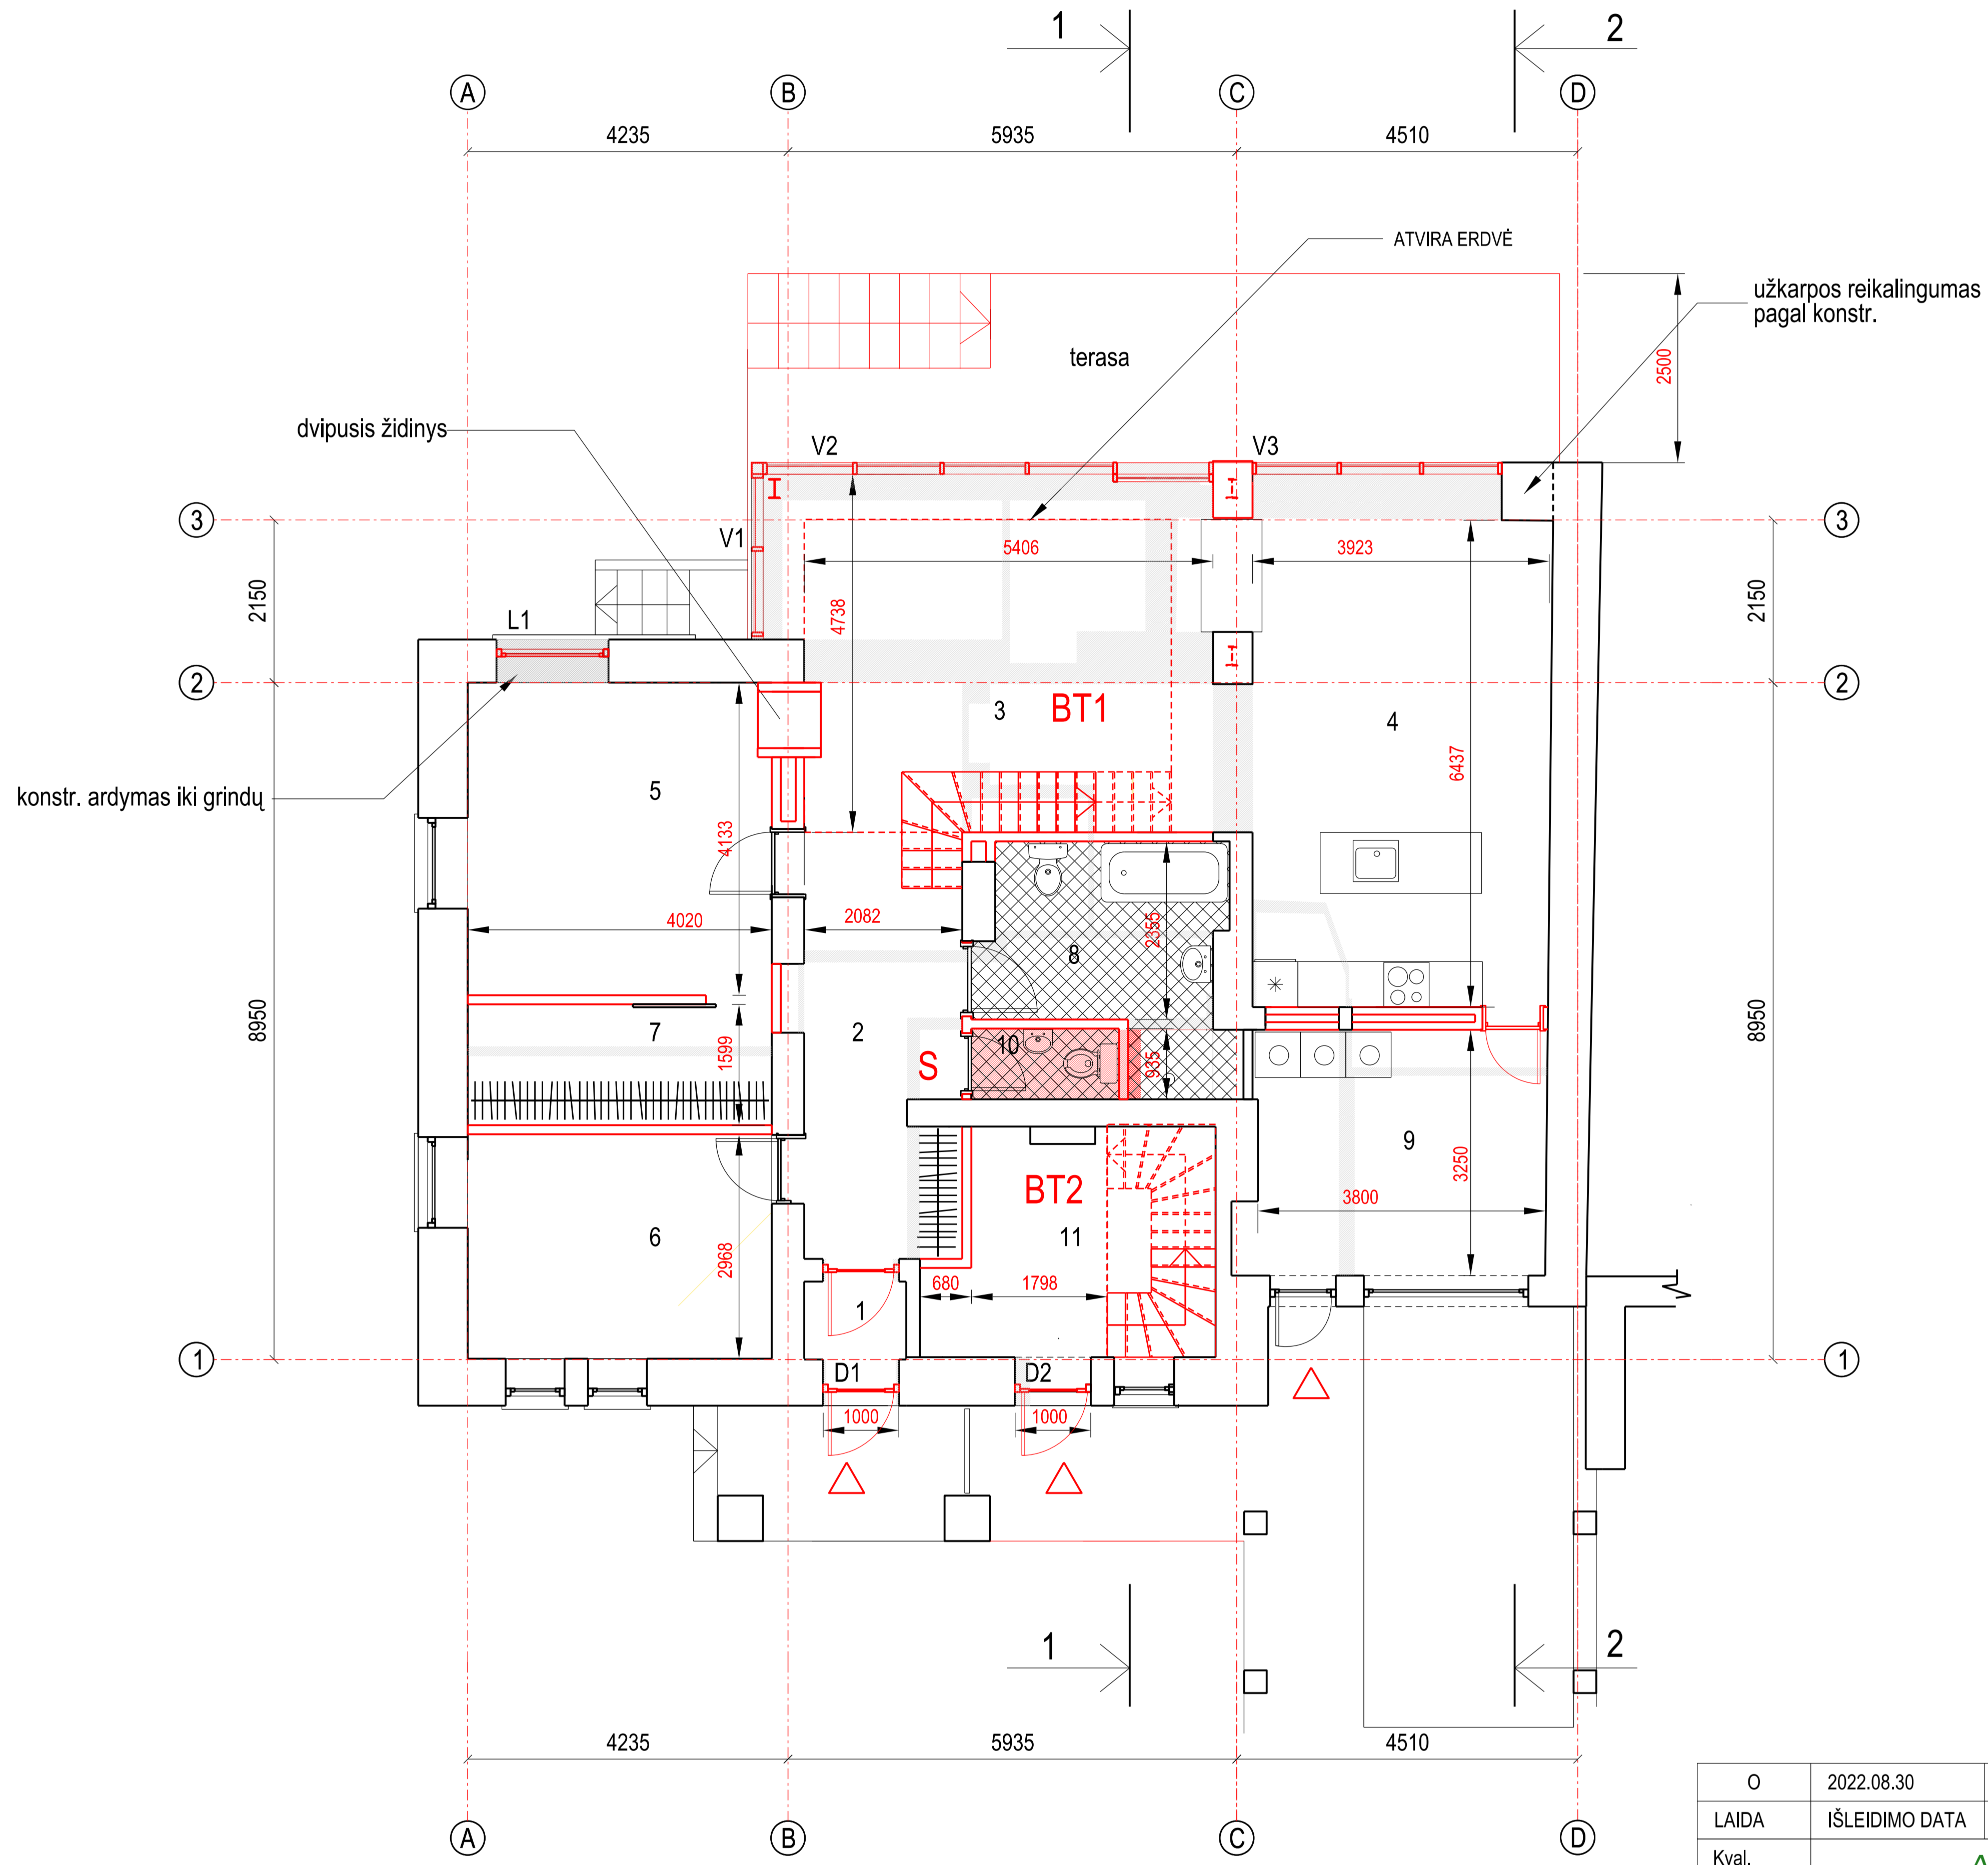 1
2
A
B
C
D
4235
5935
4510
ATVIRA ERDVĖ
užkarpos reikalingumas
pagal konstr.
2500
terasa
dvipusis židinys
V2
V3
3
3
V1
5406
3923
2150
2150
4738
L1
2
2
3
BT1
4
6437
konstr. ardymas iki grindų
5
4133
4020
2082
2355
8
8950
8950
7
1599
2
S
10
935
9
3250
3800
BT2
11
6
2968
680
1798
1
1
1
D1
D2
1000
1000
1
2
4235
5935
4510
A
B
C
D
O
2022.08.30
LAIDA
IŠLEIDIMO DATA
Kval.